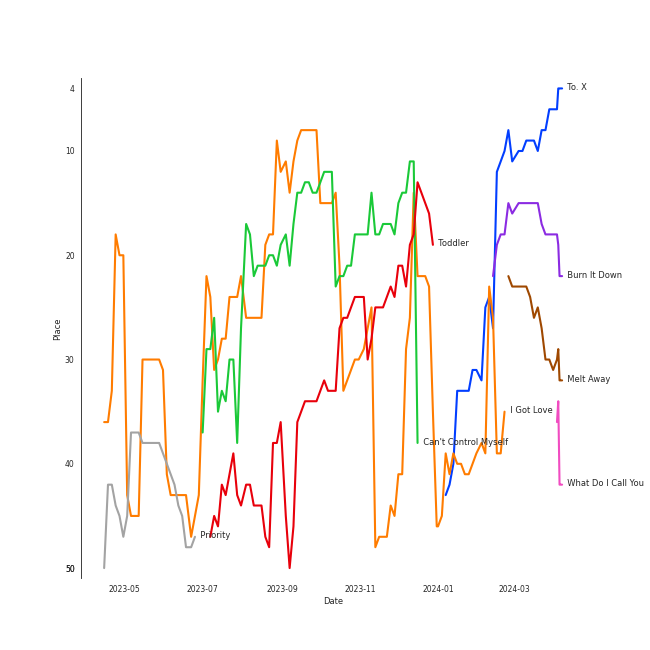 4
To. X
10
20
Toddler
Burn It Down
Place
30
Melt Away
I Got Love
40
Can't Control Myself
What Do I Call You
Priority
50
2023-05
2023-07
2023-09
2023-11
2024-01
2024-03
Date